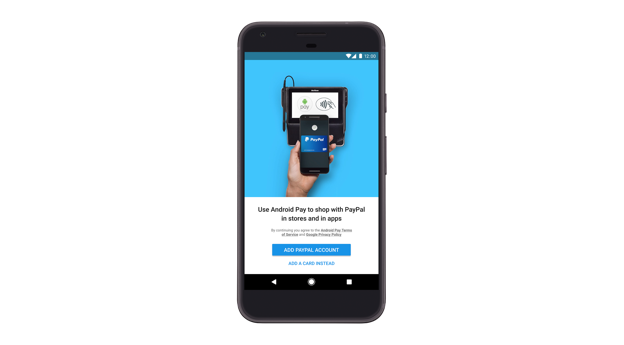 12:00
pay
PayPal
Use Android Pay to shop with PayPal
in stores and in apps
By continuing you agree to the Android Pay Terms
of Service and Google Privacy Policy
ADD PAYPAL ACCOUNT
ADD A CARD INSTEAD